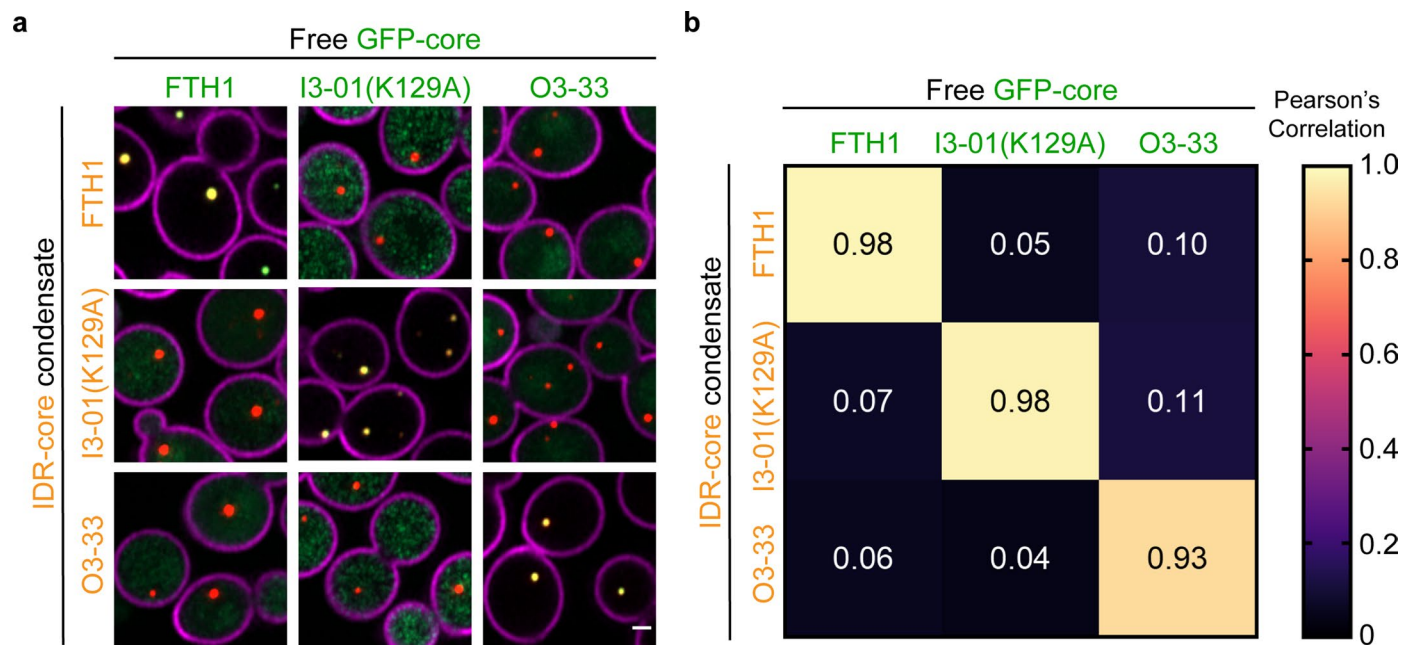 a
Free GFP-core
FTH1 I3-01(K129A) O3-33
IDR-core condensate
FTH1
I3-01(K129A)
O3-33
b
Free GFP-core
FTH1 I3-01(K129A) O3-33
IDR-core condensate
FTH1
I3-01(K129A)
O3-33
0.98 0.05 0.10
0.07 0.98 0.11
0.06 0.04 0.93
Pearson's
Correlation
1.0
0.8
0.6
0.4
0.2
0